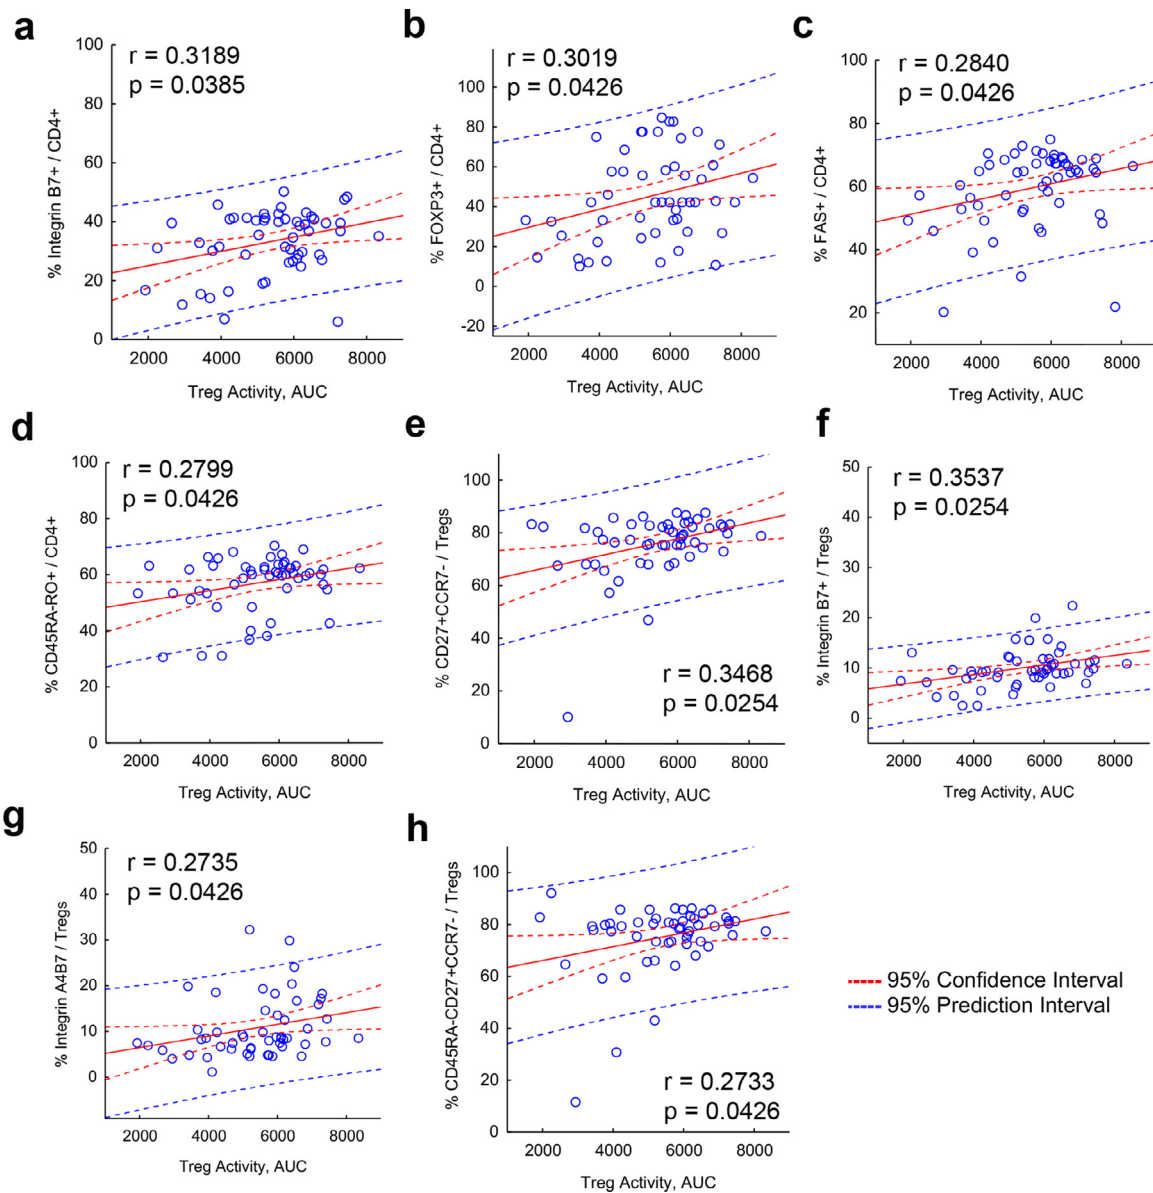 a
r = 0.3189
p = 0.0385
% Integrin B7+ / CD4+
100
80
60
40
20
0
2000 4000 6000 8000
Treg Activity, AUC
b
r = 0.3019
p = 0.0426
% FOXP3+ / CD4+
100
80
60
40
20
0
-20
2000 4000 6000 8000
Treg Activity, AUC
c
r = 0.2840
p = 0.0426
% FAS+ / CD4+
100
80
60
40
20
2000 4000 6000 8000
Treg Activity, AUC
d
r = 0.2799
p = 0.0426
% CD45RA-RO+ / CD4+
100
80
60
40
20
0
2000 4000 6000 8000
Treg Activity, AUC
e
% CD27+CCR7- / Tregs
100
80
60
40
20
0
r = 0.3468
p = 0.0254
2000 4000 6000 8000
Treg Activity, AUC
f
r = 0.3537
p = 0.0254
% Integrin B7+ / Tregs
50
40
30
20
10
0
2000 4000 6000 8000
Treg Activity, AUC
g
r = 0.2735
p = 0.0426
% Integrin A4B7 / Tregs
50
40
30
20
10
0
2000 4000 6000 8000
Treg Activity, AUC
h
% CD45RA-CD27+CCR7- / Tregs
100
80
60
40
20
0
r = 0.2733
p = 0.0426
2000 4000 6000 8000
Treg Activity, AUC
95% Confidence Interval
95% Prediction Interval